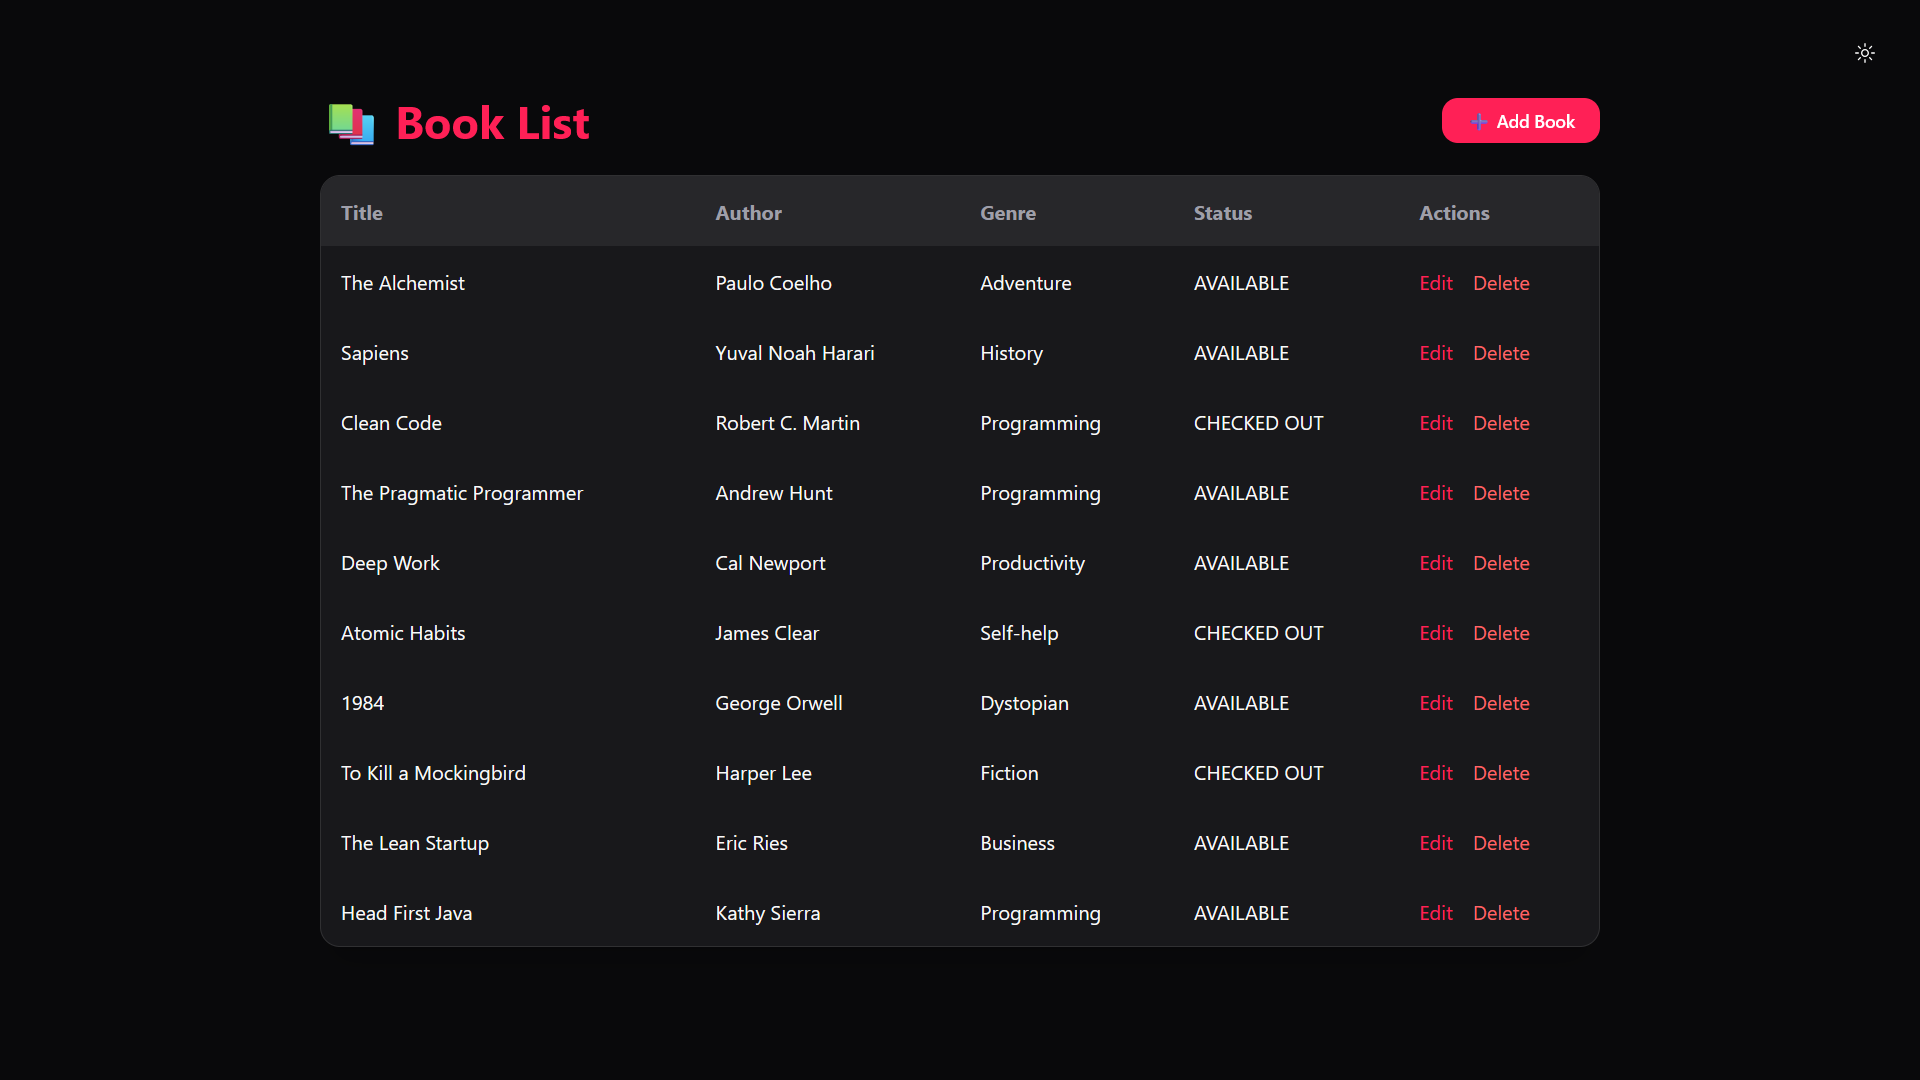 Book List
Add Book
Title Author Genre Status Actions
The Alchemist Paulo Coelho Adventure AVAILABLE Edit Delete
Sapiens Yuval Noah Harari History AVAILABLE Edit Delete
Clean Code Robert C. Martin Programming CHECKED OUT Edit Delete
The Pragmatic Programmer Andrew Hunt Programming AVAILABLE Edit Delete
Deep Work Cal Newport Productivity AVAILABLE Edit Delete
Atomic Habits James Clear Self-help CHECKED OUT Edit Delete
1984 George Orwell Dystopian AVAILABLE Edit Delete
To Kill a Mockingbird Harper Lee Fiction CHECKED OUT Edit Delete
The Lean Startup Eric Ries Business AVAILABLE Edit Delete
Head First Java Kathy Sierra Programming AVAILABLE Edit Delete